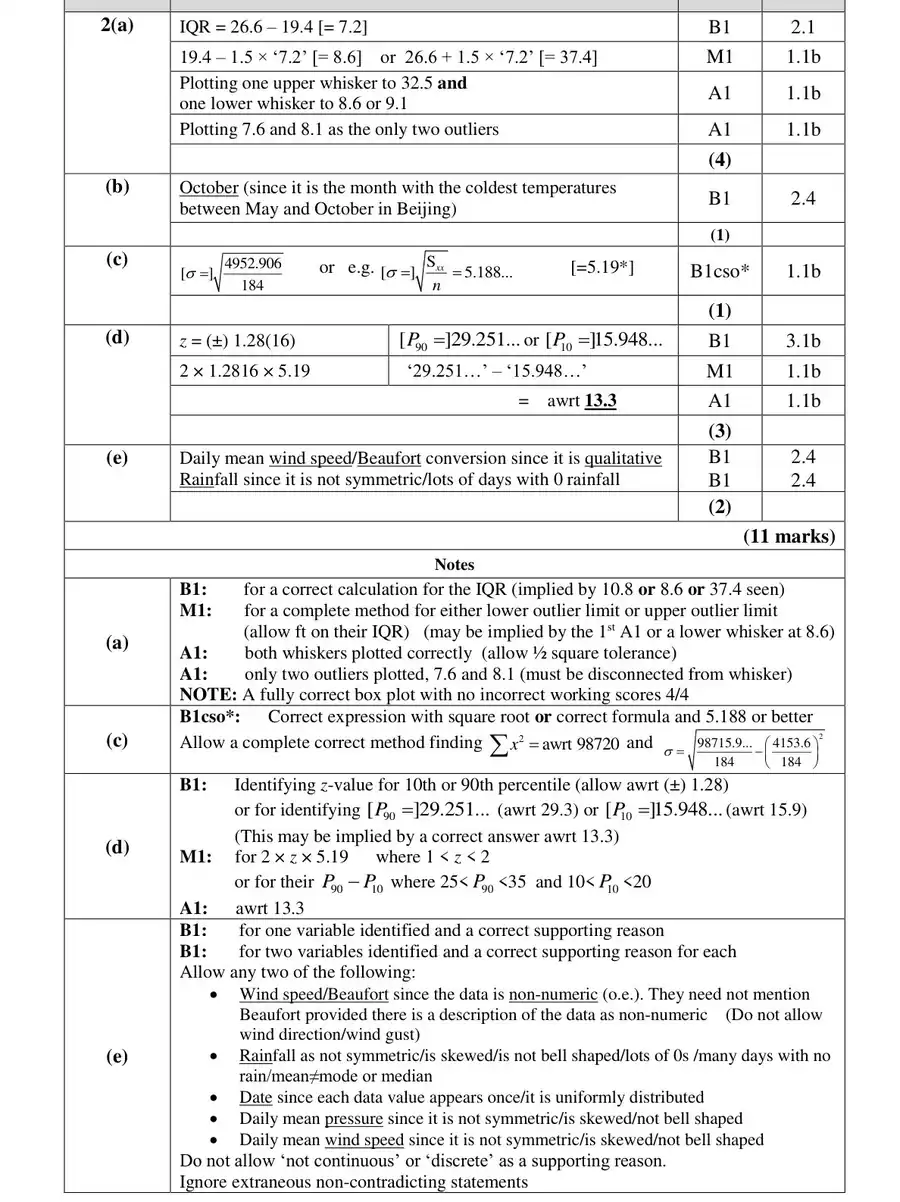 2(a) IQR = 26.6 – 19.4 [= 7.2] B1 2.1
19.4 – 1.5 × ‘7.2’ [= 8.6] or 26.6 + 1.5 × ‘7.2’ [= 37.4] M1 1.1b
Plotting one upper whisker to 32.5 and
one lower whisker to 8.6 or 9.1 A1 1.1b
Plotting 7.6 and 8.1 as the only two outliers A1 1.1b
(4)
(b) October (since it is the month with the coldest temperatures
between May and October in Beijing) B1 2.4
(1)
(c) [σ =]√(4952.906/184) or e.g. [σ =]√(Sxx/n) = 5.188... [=5.19*] B1cso* 1.1b
(1)
(d) z = (±) 1.28(16) [P90 =]29.251... or [P10 =]15.948... B1 3.1b
2 × 1.2816 × 5.19 ‘29.251…’ – ‘15.948…’ M1 1.1b
= awrt 13.3 A1 1.1b
(3)
(e) Daily mean wind speed/Beaufort conversion since it is qualitative B1 2.4
Rainfall since it is not symmetric/lots of days with 0 rainfall B1 2.4
(2)
(11 marks)
Notes
(a) B1: for a correct calculation for the IQR (implied by 10.8 or 8.6 or 37.4 seen)
M1: for a complete method for either lower outlier limit or upper outlier limit
(allow ft on their IQR) (may be implied by the 1st A1 or a lower whisker at 8.6)
A1: both whiskers plotted correctly (allow ½ square tolerance)
A1: only two outliers plotted, 7.6 and 8.1 (must be disconnected from whisker)
NOTE: A fully correct box plot with no incorrect working scores 4/4
(c) B1cso*: Correct expression with square root or correct formula and 5.188 or better
Allow a complete correct method finding ∑x² = awrt 98720 and σ = √(98715.9.../184 − (4153.6/184)²)
(d) B1: Identifying z-value for 10th or 90th percentile (allow awrt (±) 1.28)
or for identifying [P90 =]29.251... (awrt 29.3) or [P10 =]15.948... (awrt 15.9)
(This may be implied by a correct answer awrt 13.3)
M1: for 2 × z × 5.19 where 1 < z < 2
or for their P90 − P10 where 25< P90 <35 and 10< P10 <20
A1: awrt 13.3
(e) B1: for one variable identified and a correct supporting reason
B1: for two variables identified and a correct supporting reason for each
Allow any two of the following:
• Wind speed/Beaufort since the data is non-numeric (o.e.). They need not mention
Beaufort provided there is a description of the data as non-numeric (Do not allow
wind direction/wind gust)
• Rainfall as not symmetric/is skewed/is not bell shaped/lots of 0s /many days with no
rain/mean≠mode or median
• Date since each data value appears once/it is uniformly distributed
• Daily mean pressure since it is not symmetric/is skewed/not bell shaped
• Daily mean wind speed since it is not symmetric/is skewed/not bell shaped
Do not allow ‘not continuous’ or ‘discrete’ as a supporting reason.
Ignore extraneous non-contradicting statements